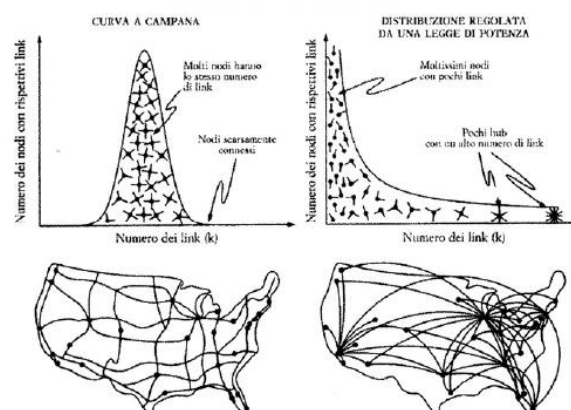 CURVA A CAMPANA
Numero dei nodi con rispettivi link
Molti nodi hanno
lo stesso numero
di link
Nodi scarsamente
connessi
Numero dei link (k)
DISTRIBUZIONE REGOLATA
DA UNA LEGGE DI POTENZA
Numero dei nodi con rispettivi link
Moltissimi nodi
con pochi link
Pochi hub
con un alto numero di link
Numero dei link (k)